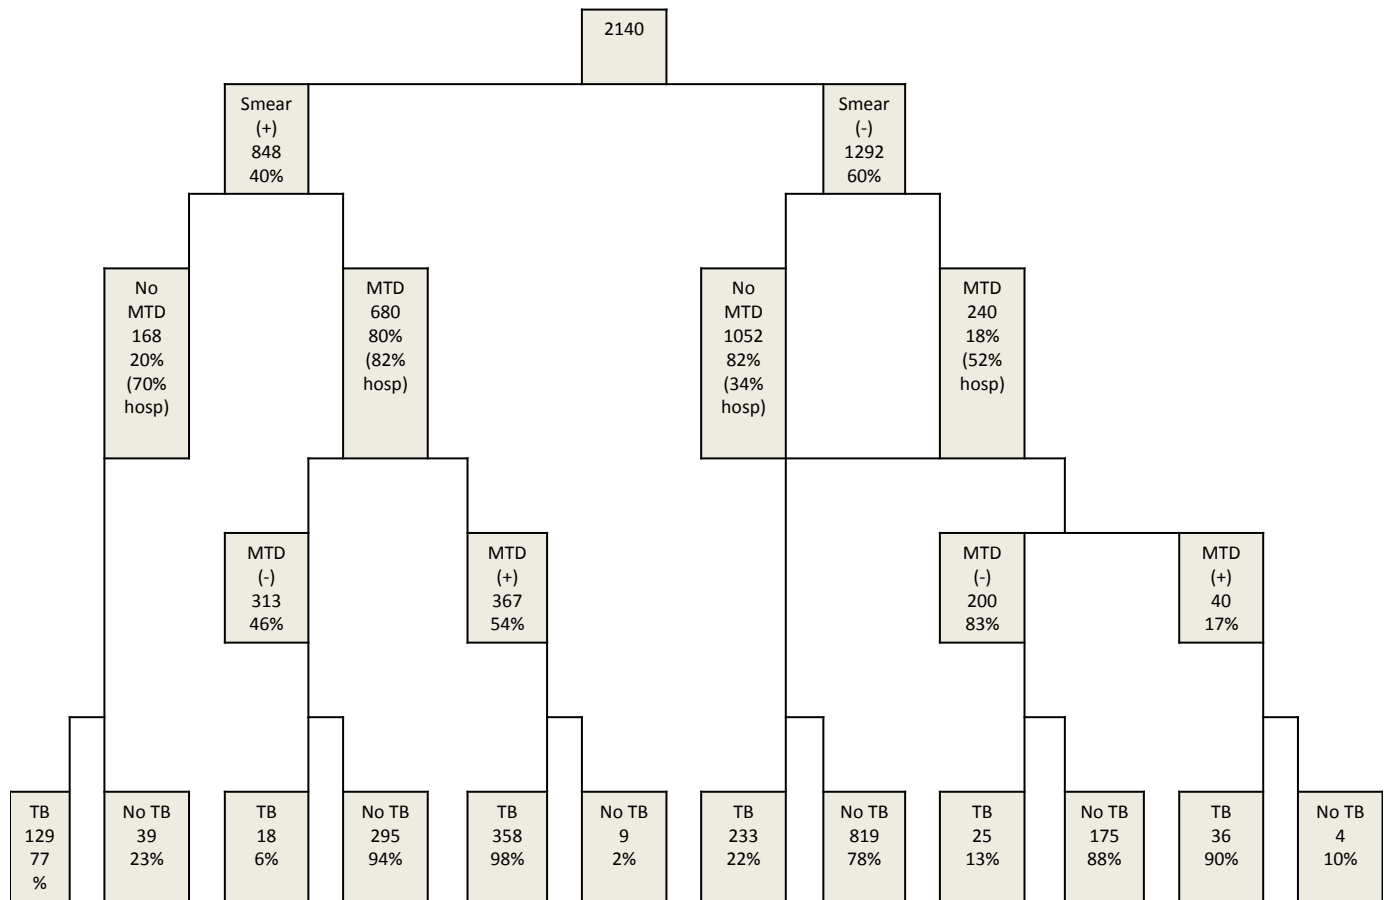 2140
Smear
(+)
848
40%
Smear
(-)
1292
60%
No
MTD
168
20%
(70%
hosp)
MTD
680
80%
(82%
hosp)
No
MTD
1052
82%
(34%
hosp)
MTD
240
18%
(52%
hosp)
MTD
(-)
313
46%
MTD
(+)
367
54%
MTD
(-)
200
83%
MTD
(+)
40
17%
TB
129
77
%
No TB
39
23%
TB
18
6%
No TB
295
94%
TB
358
98%
No TB
9
2%
TB
233
22%
No TB
819
78%
TB
25
13%
No TB
175
88%
TB
36
90%
No TB
4
10%